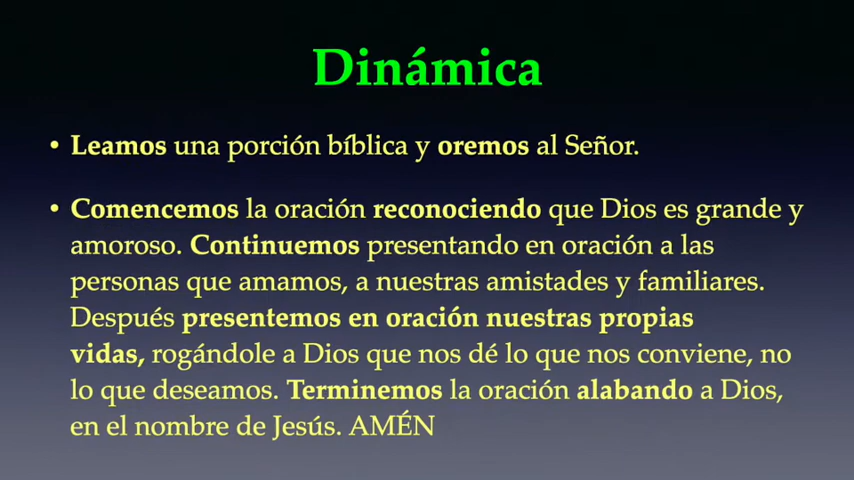 Dinámica
• Leamos una porción bíblica y oremos al Señor.
• Comencemos la oración reconociendo que Dios es grande y
amoroso. Continuemos presentando en oración a las
personas que amamos, a nuestras amistades y familiares.
Después presentemos en oración nuestras propias
vidas, rogándole a Dios que nos dé lo que nos conviene, no
lo que deseamos. Terminemos la oración alabando a Dios,
en el nombre de Jesús. AMÉN